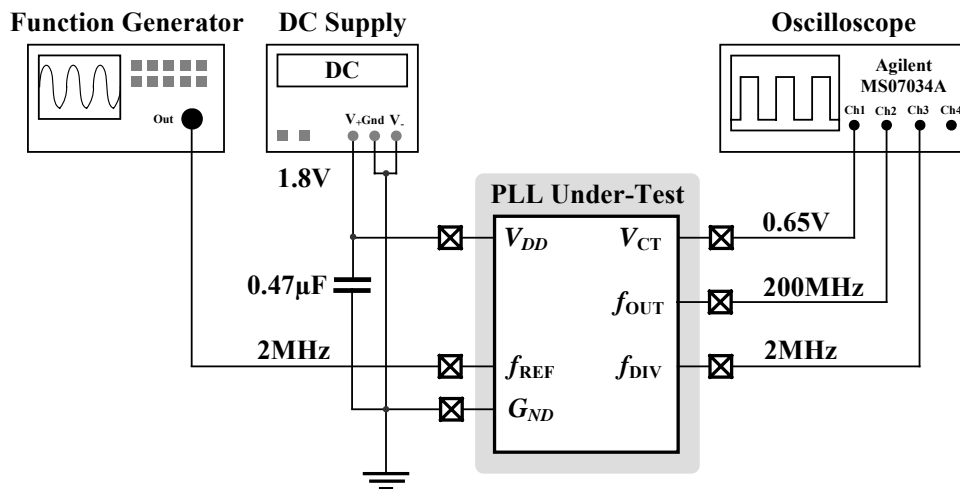 Function Generator
DC Supply
Oscilloscope
DC
Agilent
MS07034A
Out
V+ Gnd V-
Ch1 Ch2 Ch3 Ch4
1.8V
PLL Under-Test
VDD
VCT
0.65V
0.47µF
fOUT
200MHz
2MHz
fREF
fDIV
2MHz
GND